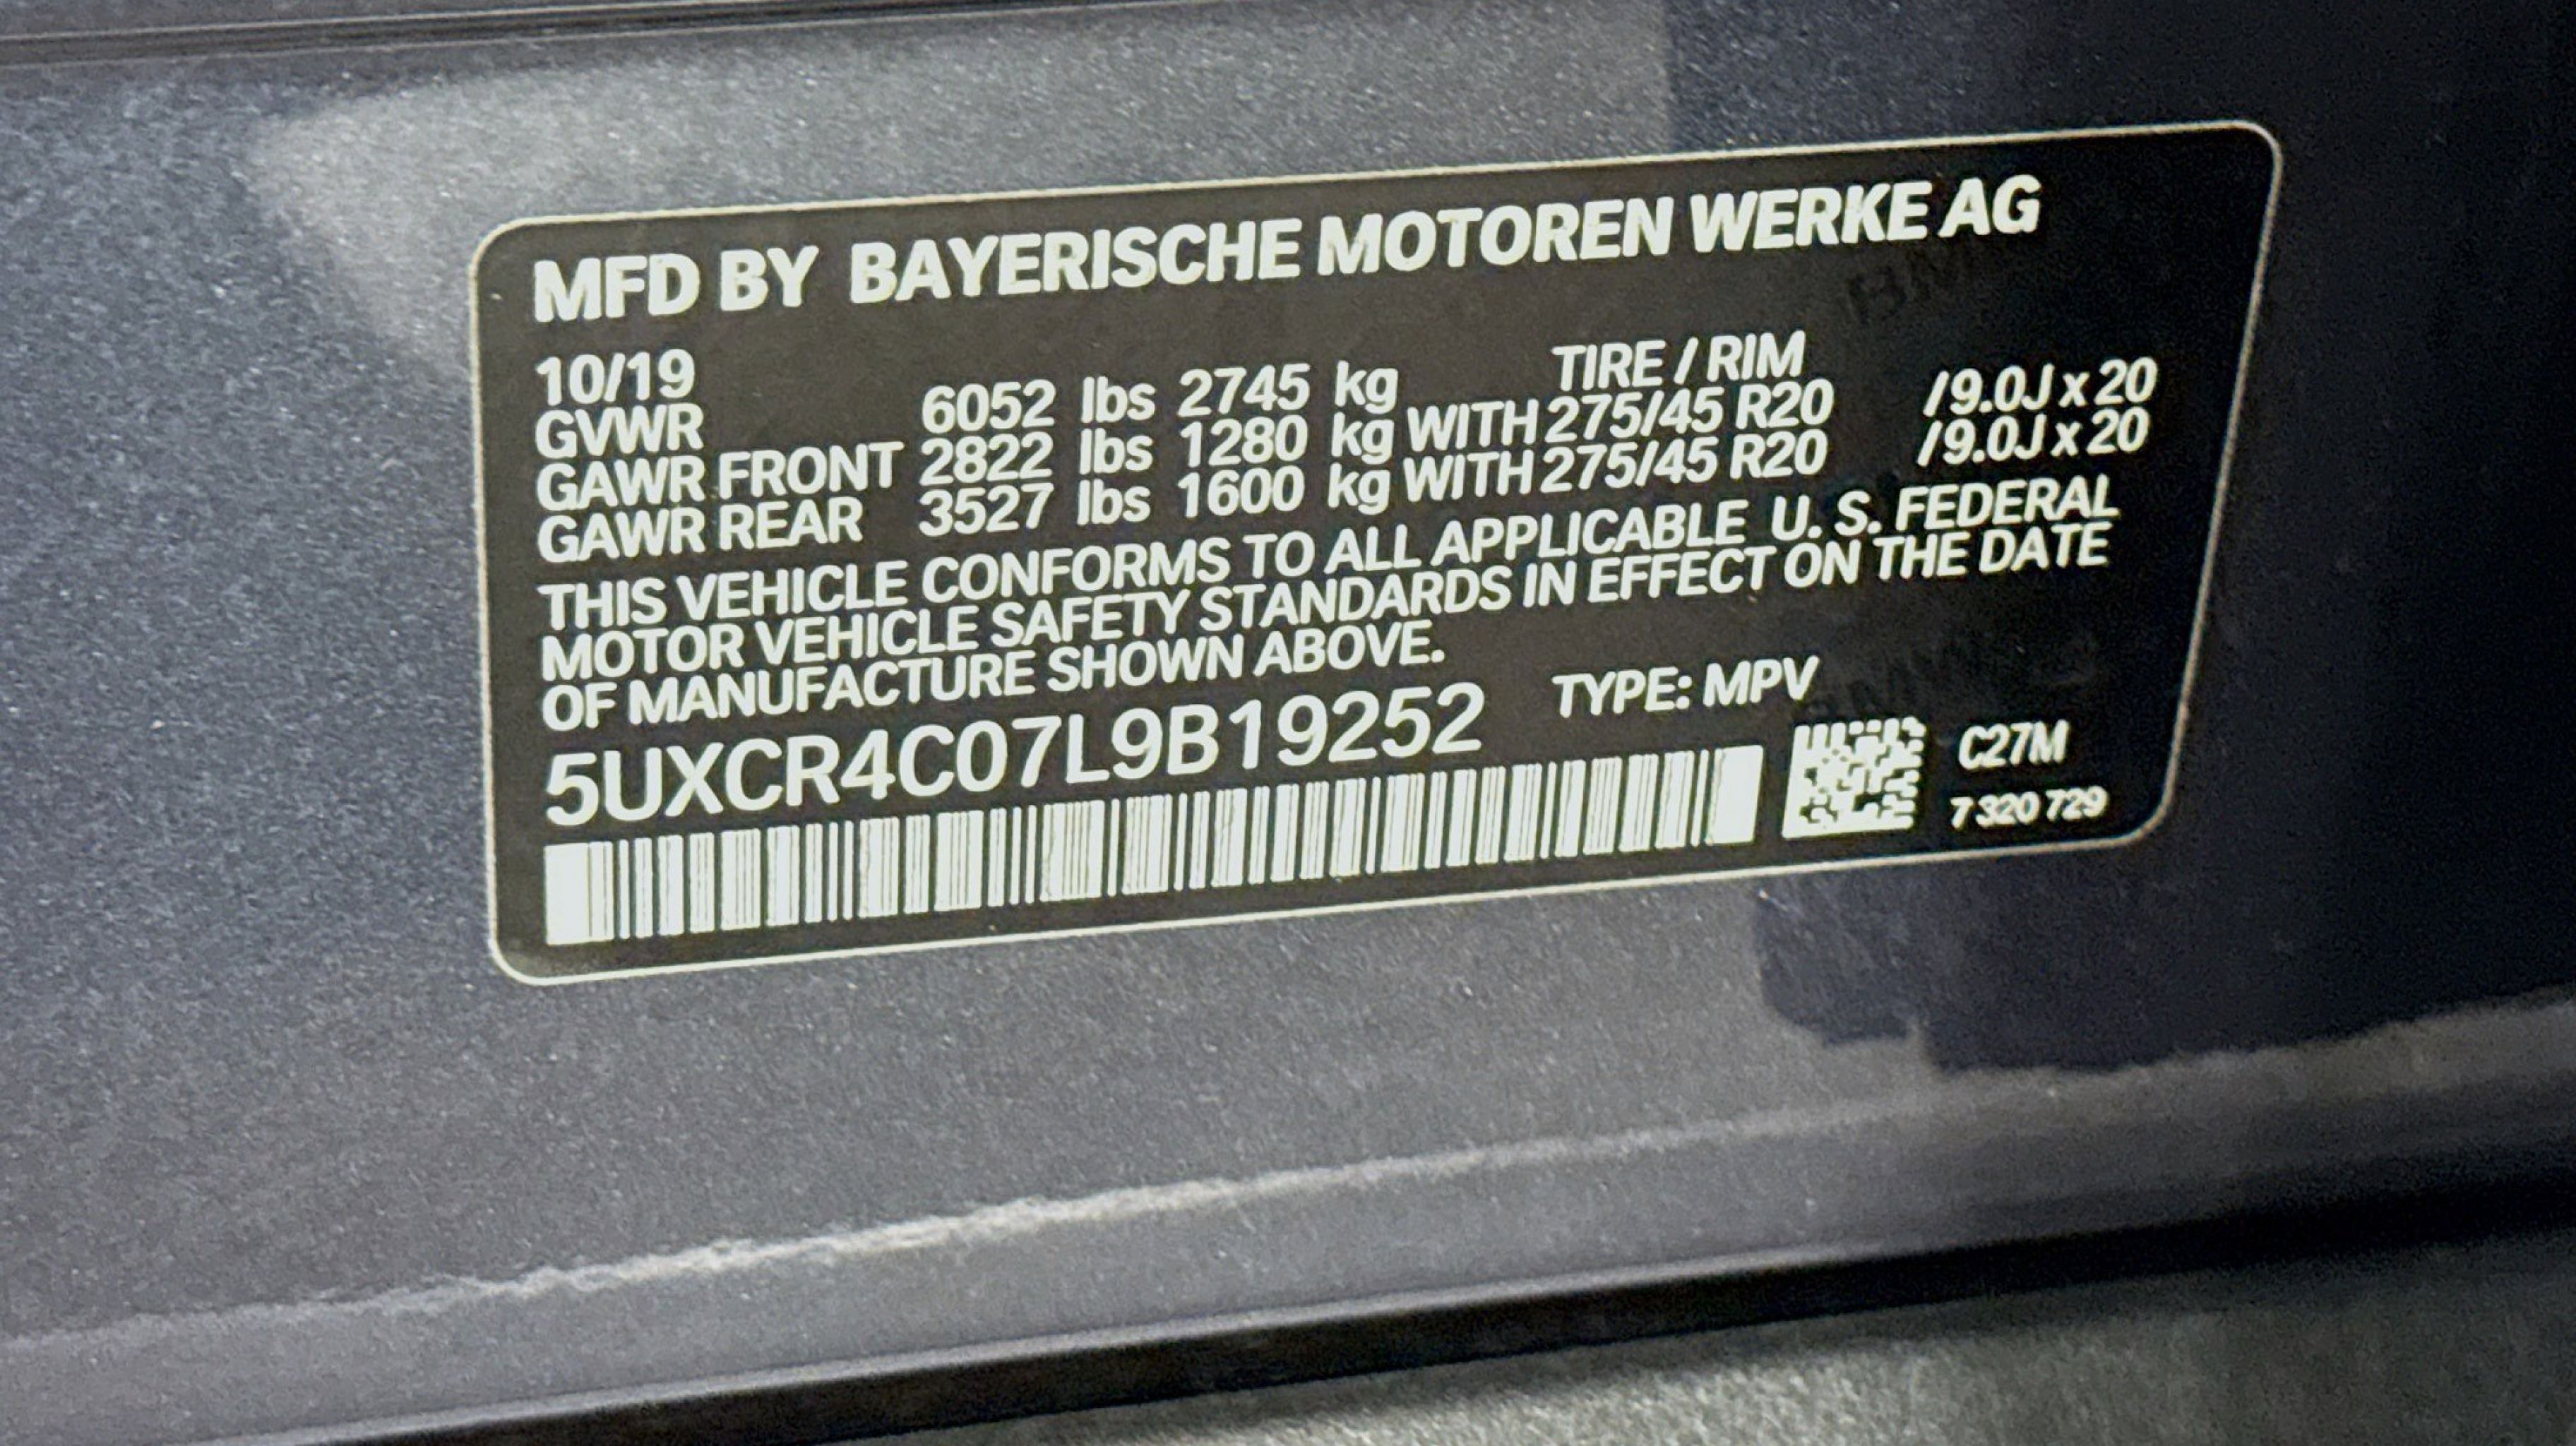 MFD BY BAYERISCHE MOTOREN WERKE AG
10/19 TIRE / RIM
GVWR 6052 lbs 2745 kg
GAWR FRONT 2822 lbs 1280 kg WITH 275/45 R20 /9.0J x 20
GAWR REAR 3527 lbs 1600 kg WITH 275/45 R20 /9.0J x 20
THIS VEHICLE CONFORMS TO ALL APPLICABLE U. S. FEDERAL
MOTOR VEHICLE SAFETY STANDARDS IN EFFECT ON THE DATE
OF MANUFACTURE SHOWN ABOVE.
5UXCR4C07L9B19252 TYPE: MPV
C27M
7 320 729